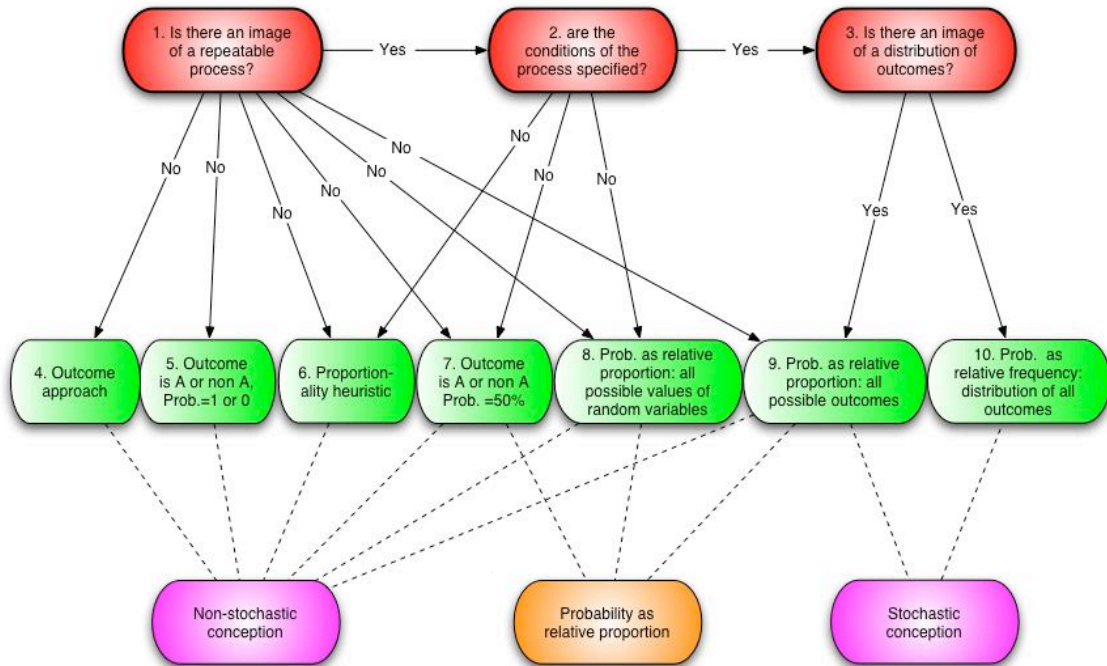 1. Is there an image
of a repeatable
process?
Yes
2. are the
conditions of the
process specified?
Yes
3. Is there an image
of a distribution of
outcomes?
No
No
No
No
No
No
No
No
No
Yes
Yes
4. Outcome
approach
5. Outcome
is A or non A,
Prob.=1 or 0
6. Proportion-
ality heuristic
7. Outcome
is A or non A
Prob. =50%
8. Prob. as relative
proportion: all
possible values of
random variables
9. Prob. as relative
proportion: all
possible outcomes
10. Prob. as
relative frequency:
distribution of all
outcomes
Non-stochastic
conception
Probability as
relative proportion
Stochastic
conception